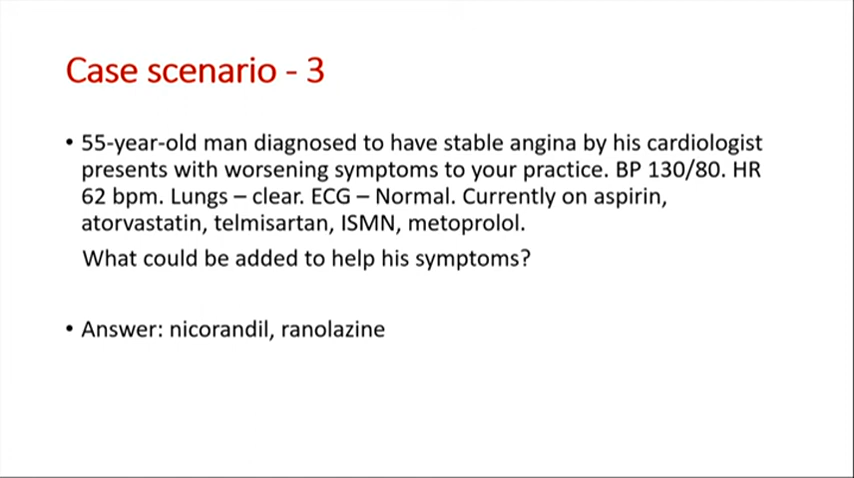 Case scenario - 3
• 55-year-old man diagnosed to have stable angina by his cardiologist
presents with worsening symptoms to your practice. BP 130/80. HR
62 bpm. Lungs – clear. ECG – Normal. Currently on aspirin,
atorvastatin, telmisartan, ISMN, metoprolol.
What could be added to help his symptoms?
• Answer: nicorandil, ranolazine